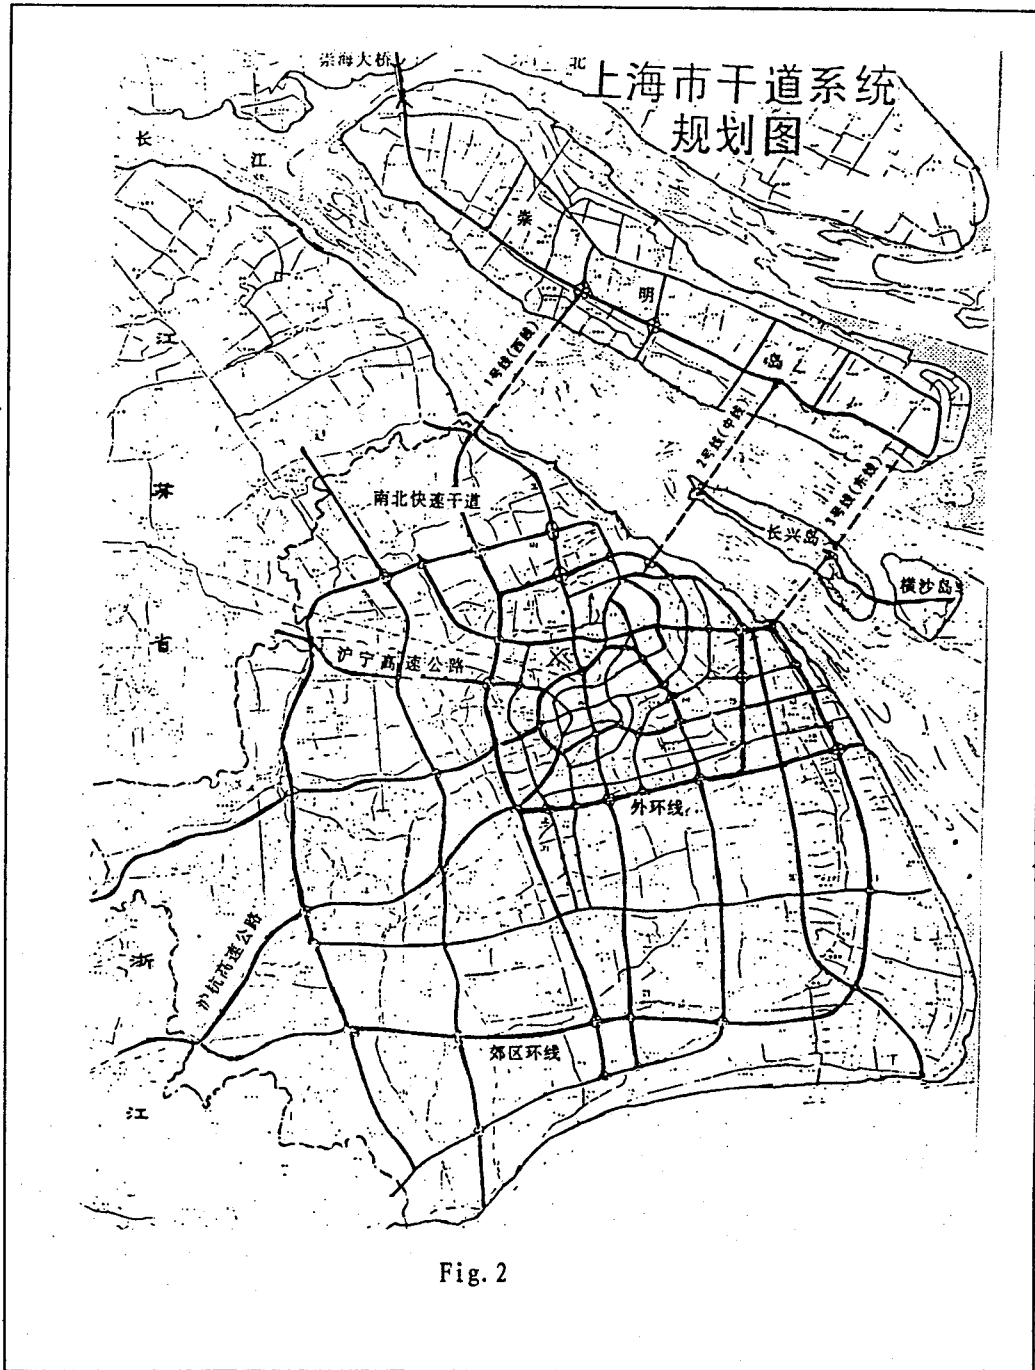 崇海大桥
北
上海市干道系统
规划图
长
江
崇
明
岛
江
苏
省
1号线(西线)
2号线(中线)
3号线(东线)
南北快速干道
长兴岛
横沙岛
沪宁高速公路
外环线
沪杭高速公路
郊区环线
浙
江
Fig. 2